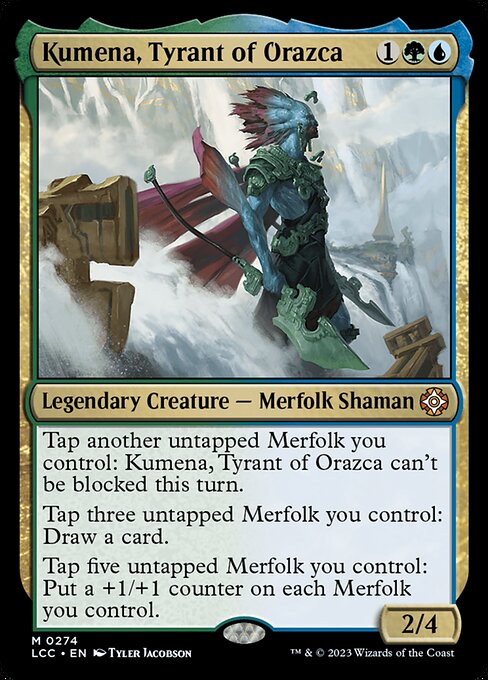 Kumena, Tyrant of Orazca 1
Legendary Creature — Merfolk Shaman
Tap another untapped Merfolk you
control: Kumena, Tyrant of Orazca can't
be blocked this turn.
Tap three untapped Merfolk you control:
Draw a card.
Tap five untapped Merfolk you control:
Put a +1/+1 counter on each Merfolk
you control.
2/4
M 0274
LCC • EN Tyler Jacobson
™ & © 2023 Wizards of the Coast